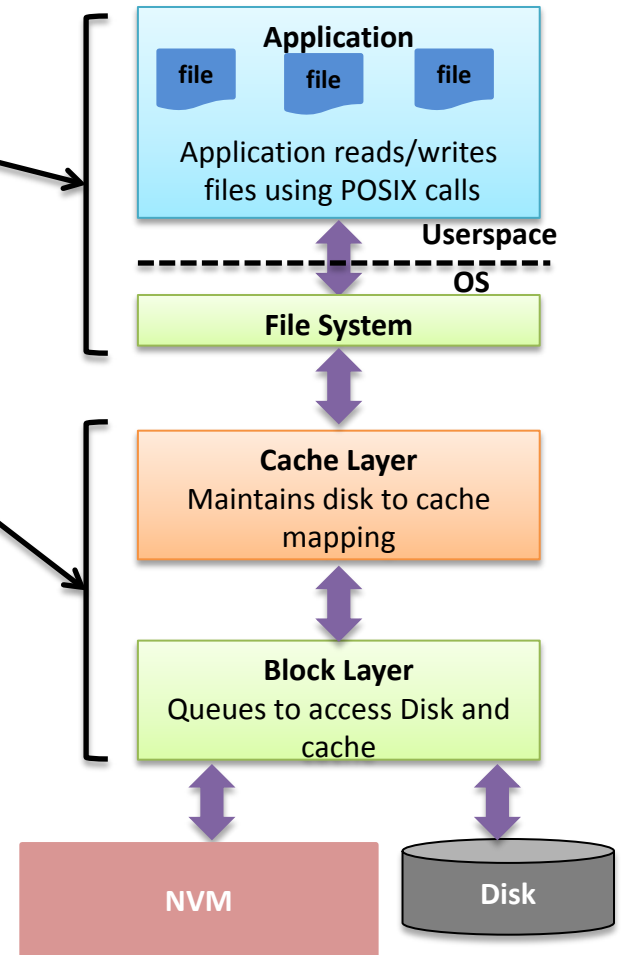 Application
file
file
file
Application reads/writes
files using POSIX calls
Userspace
OS
File System
Cache Layer
Maintains disk to cache
mapping
Block Layer
Queues to access Disk and
cache
NVM
Disk